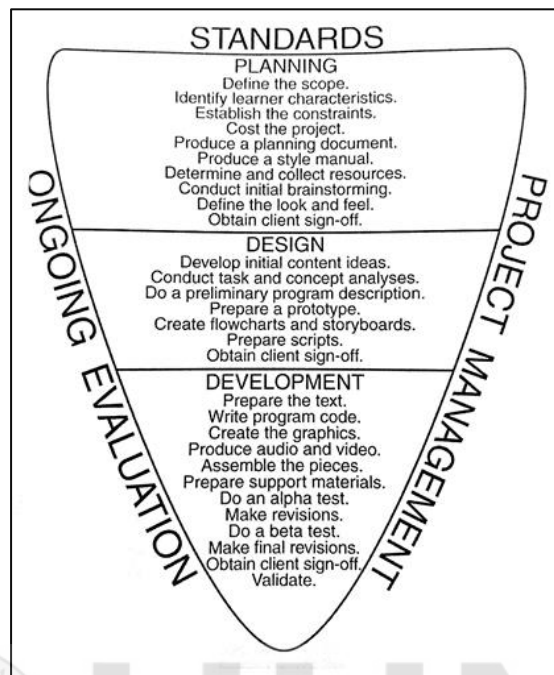 STANDARDS
PLANNING
Define the scope.
Identify learner characteristics.
Establish the constraints.
Cost the project.
Produce a planning document.
Produce a style manual.
Determine and collect resources.
Conduct initial brainstorming.
Define the look and feel.
Obtain client sign-off.
DESIGN
Develop initial content ideas.
Conduct task and concept analyses.
Do a preliminary program description.
Prepare a prototype.
Create flowcharts and storyboards.
Prepare scripts.
Obtain client sign-off.
DEVELOPMENT
Prepare the text.
Write program code.
Create the graphics.
Produce audio and video.
Assemble the pieces.
Prepare support materials.
Do an alpha test.
Make revisions.
Do a beta test.
Make final revisions.
Obtain client sign-off.
Validate.
ONGOING EVALUATION
PROJECT MANAGEMENT